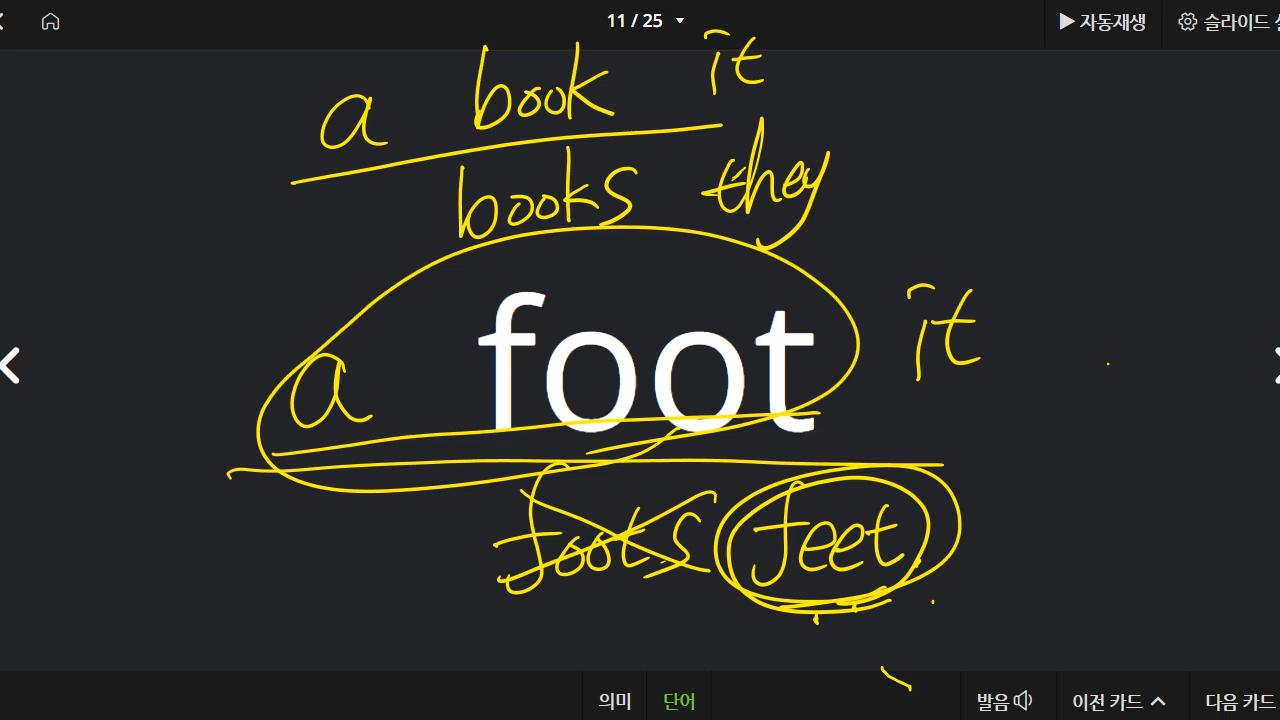 11 / 25 자동재생 슬라이드
a book it
books they
a foot it
foots feet
의미 단어 발음 이전 카드 다음 카드